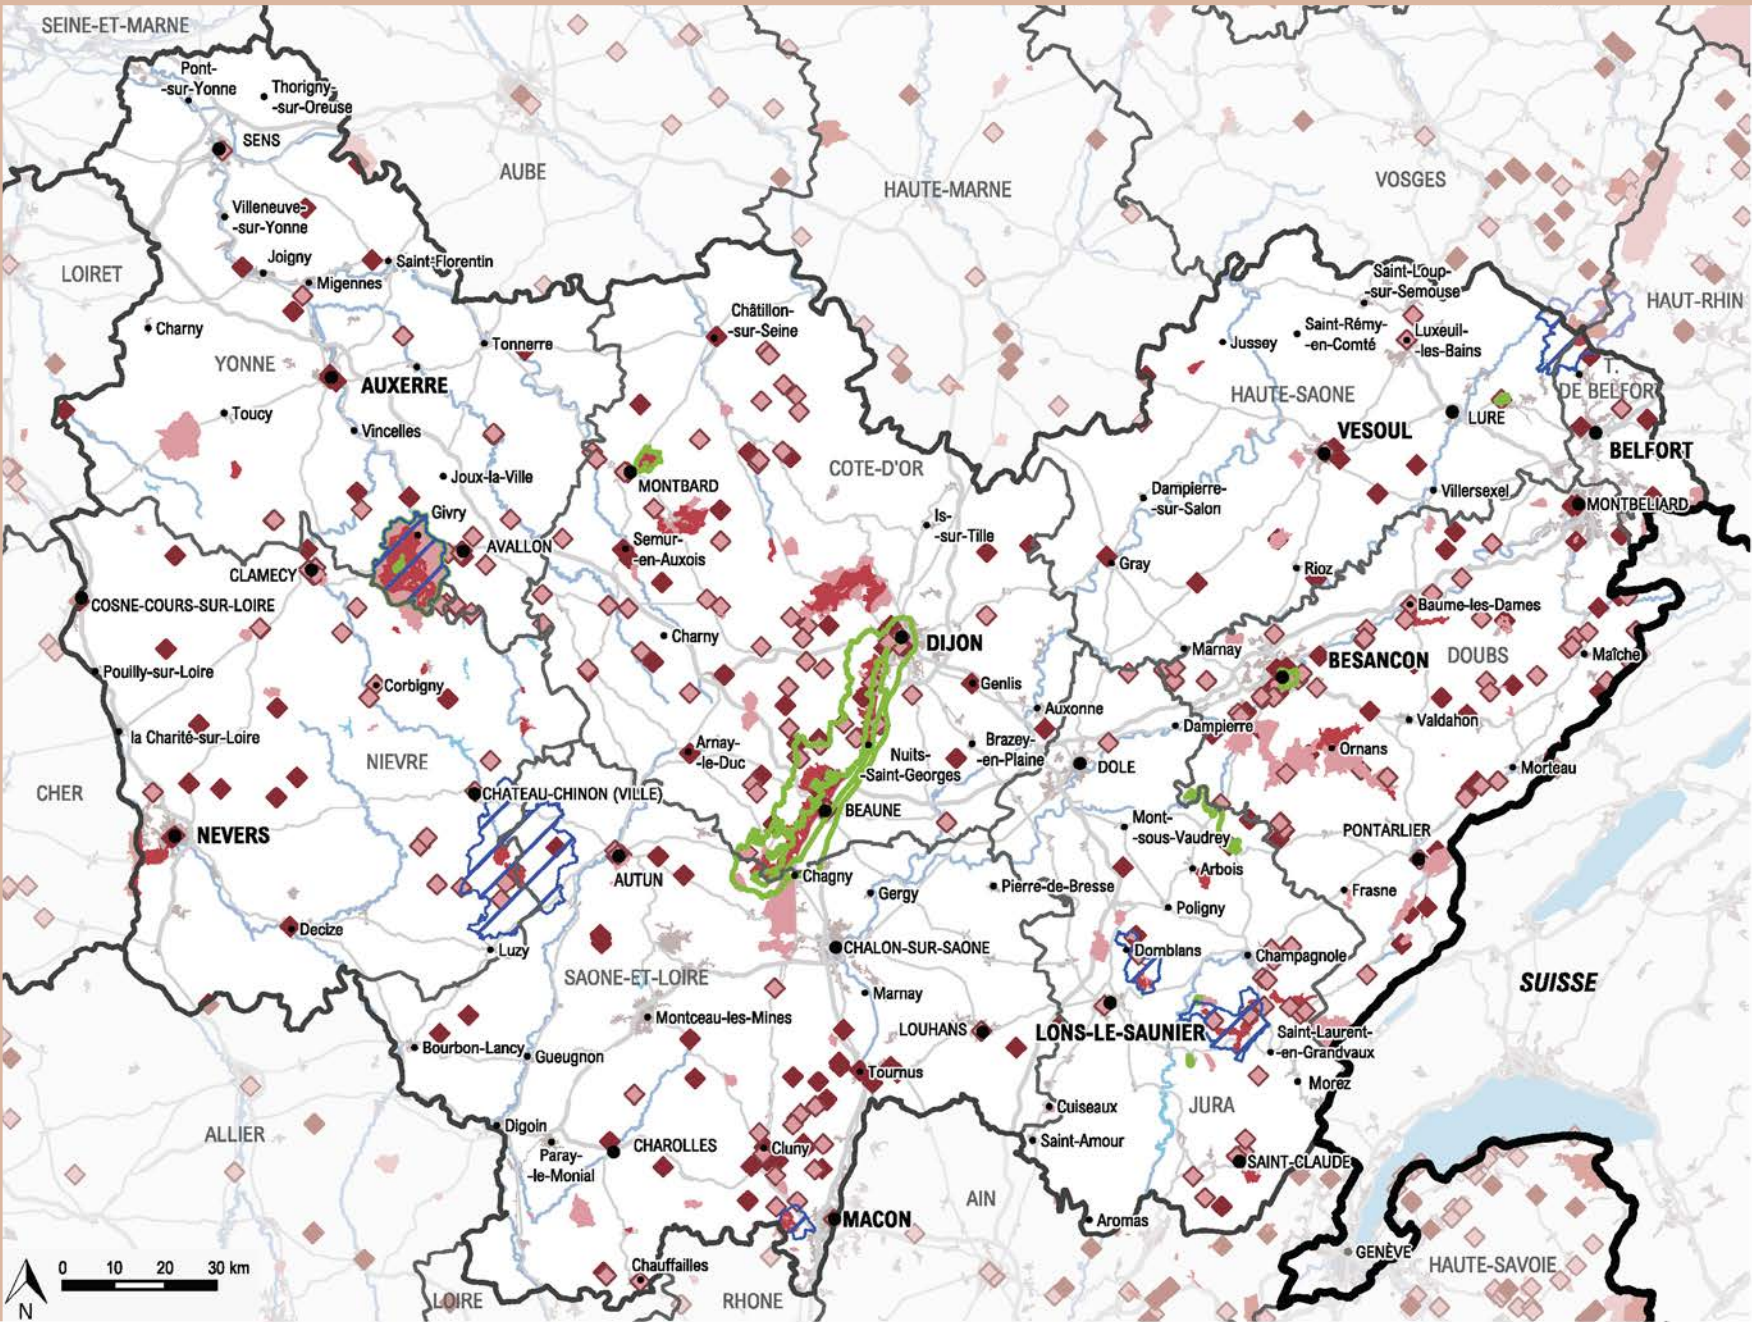 SEINE-ET-MARNE
Pont-
-sur-Yonne
Thorigny-
-sur-Oreuse
SENS
AUBE
HAUTE-MARNE
VOSGES
Villeneuve-
-sur-Yonne
LOIRET
Joigny
Saint-Florentin
Migennes
Saint-Loup-
-sur-Semouse
HAUT-RHIN
Charny
Châtillon-
-sur-Seine
Tonnerre
Jussey
Saint-Rémy-
-en-Comté
Luxeuil-
-les-Bains
YONNE
AUXERRE
T.
DE BELFORT
HAUTE-SAONE
Toucy
LURE
Vincelles
VESOUL
BELFORT
COTE-D'OR
Joux-la-Ville
MONTBARD
Villersexel
Dampierre-
-sur-Salon
MONTBELIARD
Givry
Is-
-sur-Tille
AVALLON
Semur-
-en-Auxois
CLAMECY
Gray
Rioz
COSNE-COURS-SUR-LOIRE
Baume-les-Dames
Charny
DIJON
Marnay
BESANCON
DOUBS
Maîche
Pouilly-sur-Loire
Corbigny
Genlis
Auxonne
Valdahon
Dampierre
la Charité-sur-Loire
Arnay-
-le-Duc
Nuits-
-Saint-Georges
Brazey-
-en-Plaine
Ornans
NIEVRE
DOLE
Morteau
CHER
CHATEAU-CHINON (VILLE)
BEAUNE
NEVERS
Mont-
-sous-Vaudrey
PONTARLIER
AUTUN
Chagny
Arbois
Gergy
Pierre-de-Bresse
Frasne
Poligny
Decize
Luzy
CHALON-SUR-SAONE
Domblans
Champagnole
SAONE-ET-LOIRE
SUISSE
Marnay
Montceau-les-Mines
LOUHANS
LONS-LE-SAUNIER
Saint-Laurent-
-en-Grandvaux
Bourbon-Lancy
Gueugnon
Tournus
Morez
Cuiseaux
JURA
ALLIER
Digoin
Paray-
-le-Monial
CHAROLLES
Cluny
Saint-Amour
SAINT-CLAUDE
AIN
MACON
Aromas
GENÈVE
HAUTE-SAVOIE
Chauffailles
0 10 20 30 km
LOIRE
RHONE
N